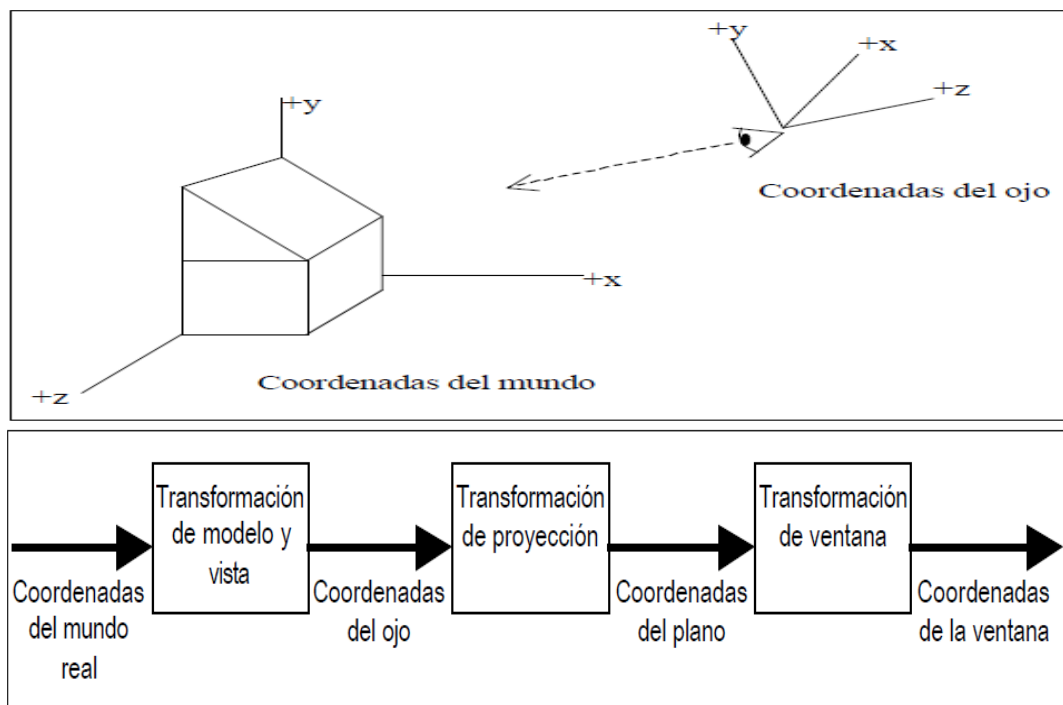 +y
+x
+z
+y
Coordenadas del ojo
+x
Coordenadas del mundo
+z
Transformación
de modelo y
vista
Transformación
de proyección
Transformación
de ventana
Coordenadas
del mundo
real
Coordenadas
del ojo
Coordenadas
del plano
Coordenadas
de la ventana